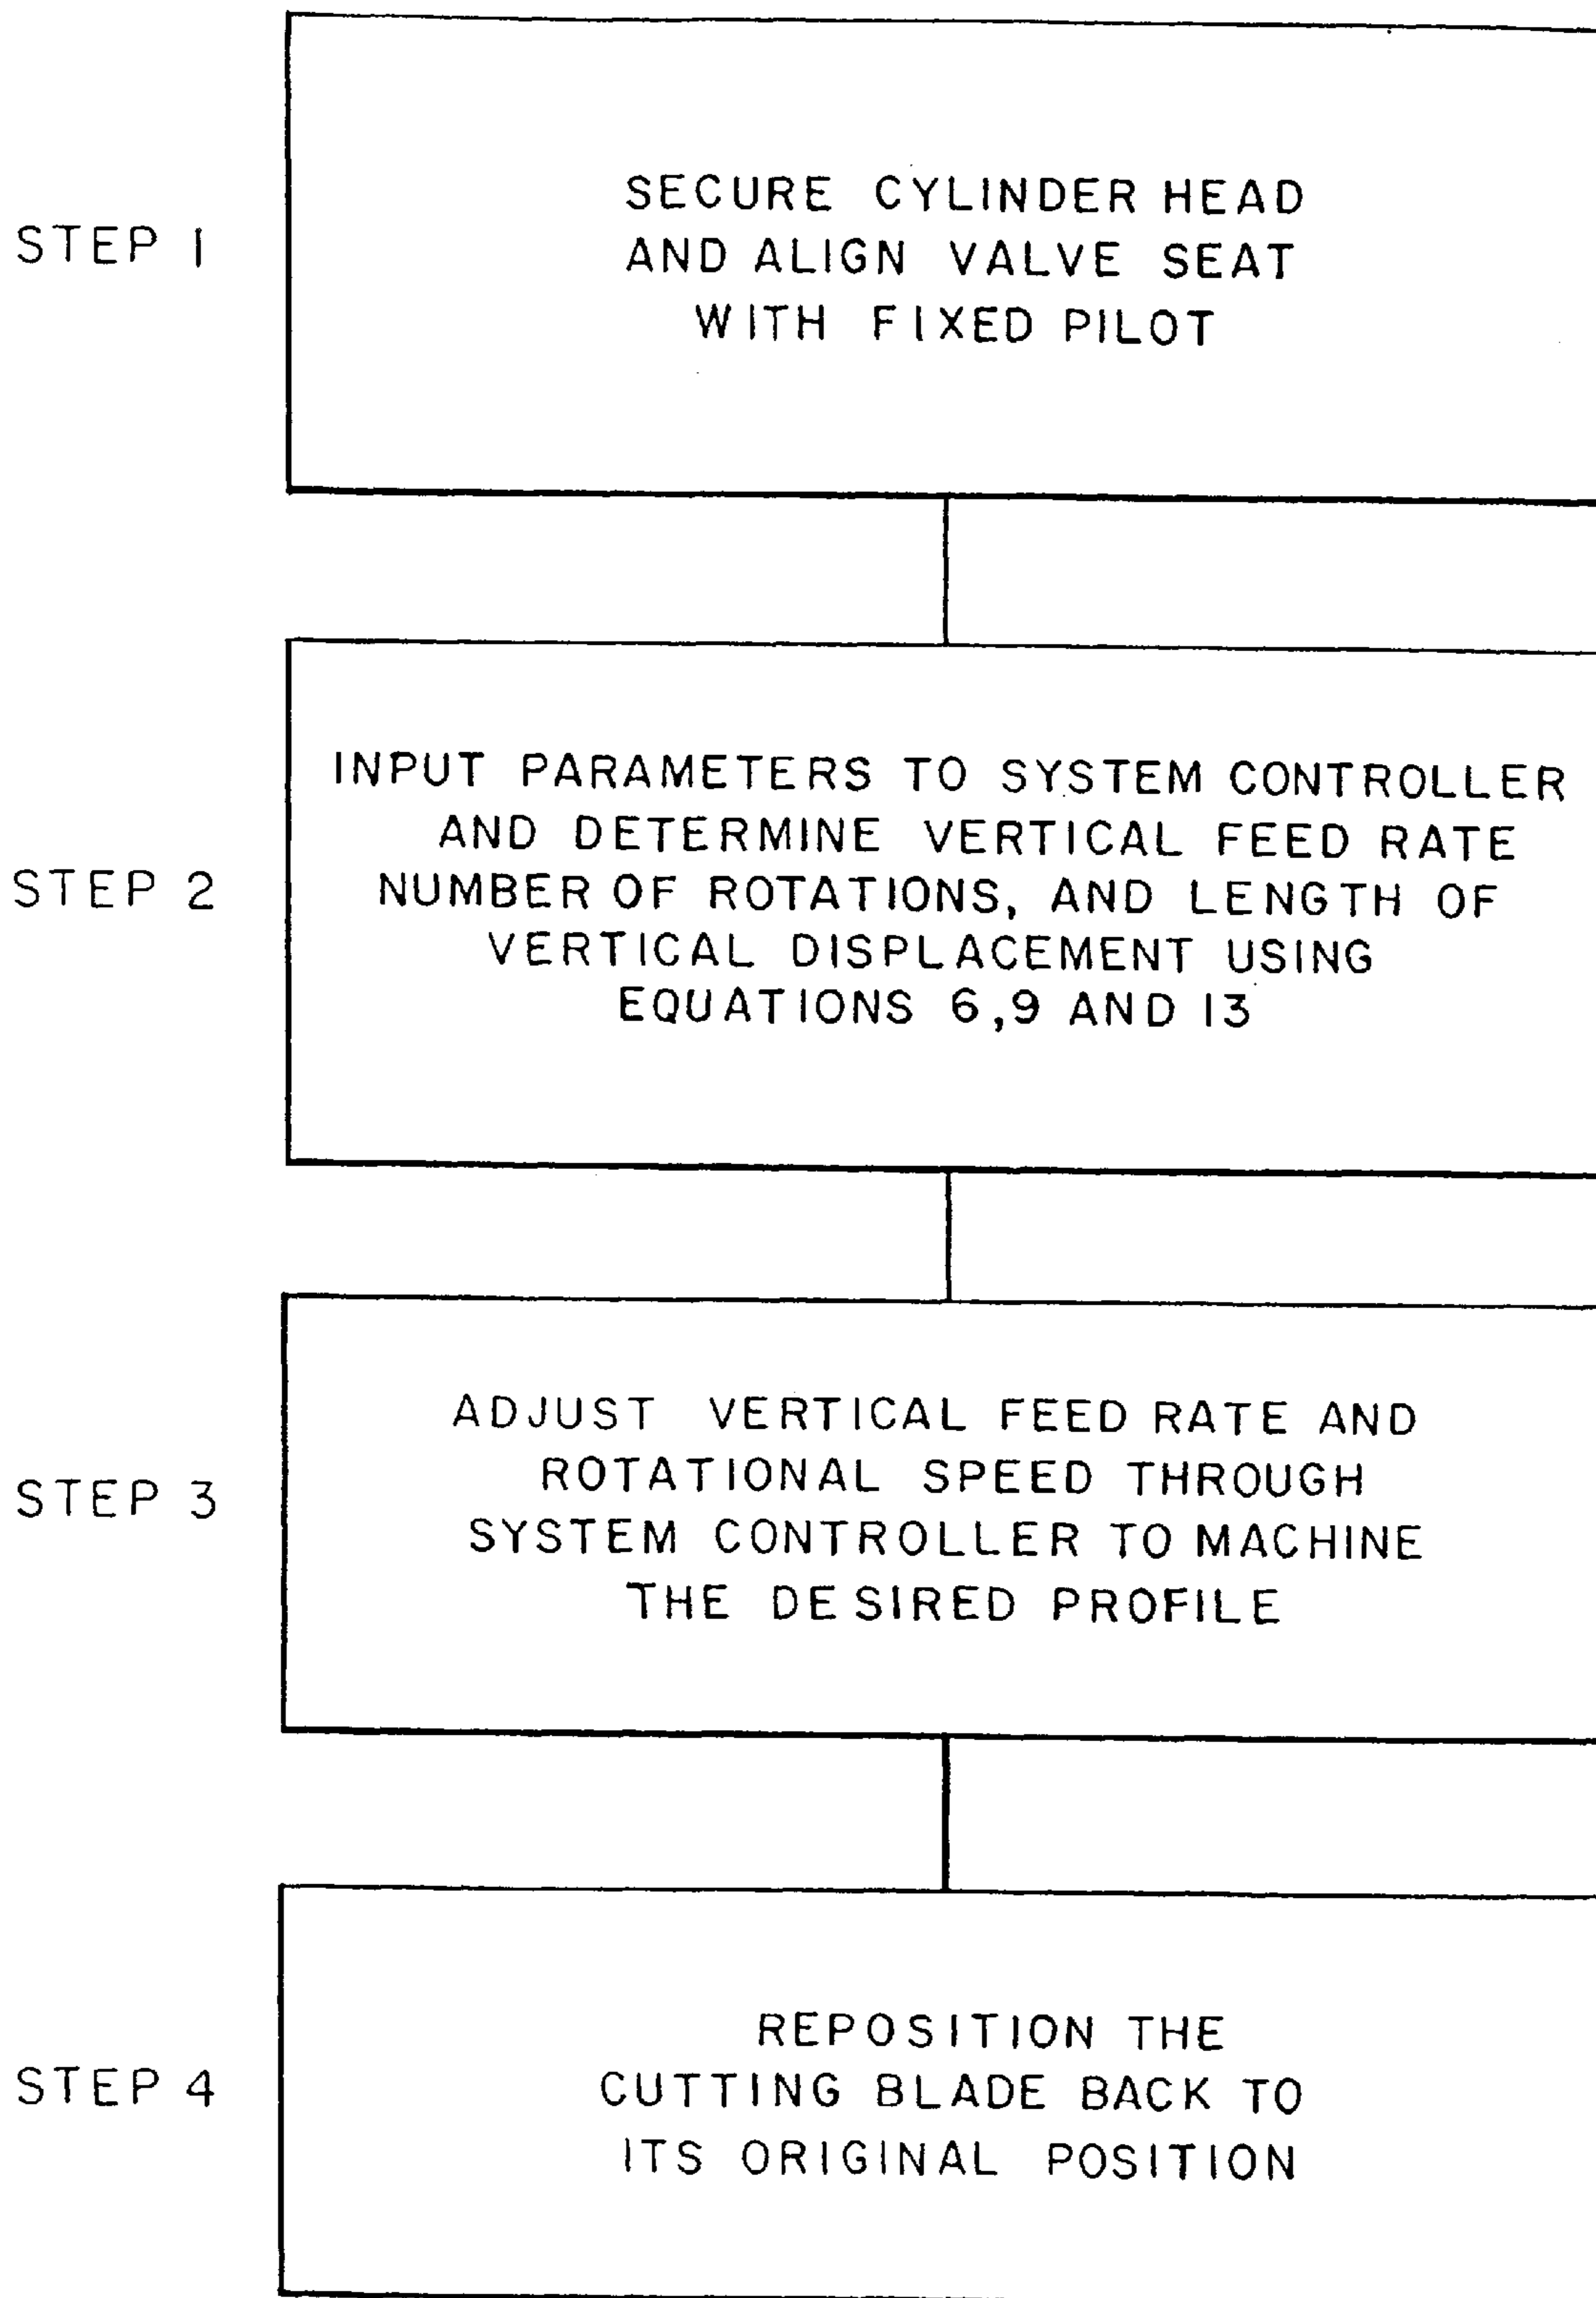 STEP 1
SECURE CYLINDER HEAD
AND ALIGN VALVE SEAT
WITH FIXED PILOT
STEP 2
INPUT PARAMETERS TO SYSTEM CONTROLLER
AND DETERMINE VERTICAL FEED RATE
NUMBER OF ROTATIONS, AND LENGTH OF
VERTICAL DISPLACEMENT USING
EQUATIONS 6,9 AND 13
STEP 3
ADJUST VERTICAL FEED RATE AND
ROTATIONAL SPEED THROUGH
SYSTEM CONTROLLER TO MACHINE
THE DESIRED PROFILE
STEP 4
REPOSITION THE
CUTTING BLADE BACK TO
ITS ORIGINAL POSITION